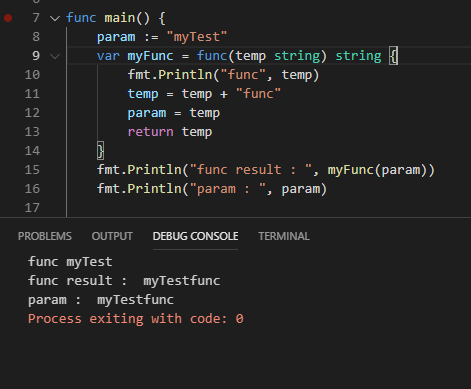 7 func main() {
8 param := "myTest"
9 var myFunc = func(temp string) string {
10 fmt.Println("func", temp)
11 temp = temp + "func"
12 param = temp
13 return temp
14 }
15 fmt.Println("func result : ", myFunc(param))
16 fmt.Println("param : ", param)
17
PROBLEMS OUTPUT DEBUG CONSOLE TERMINAL
func myTest
func result :  myTestfunc
param :  myTestfunc
Process exiting with code: 0